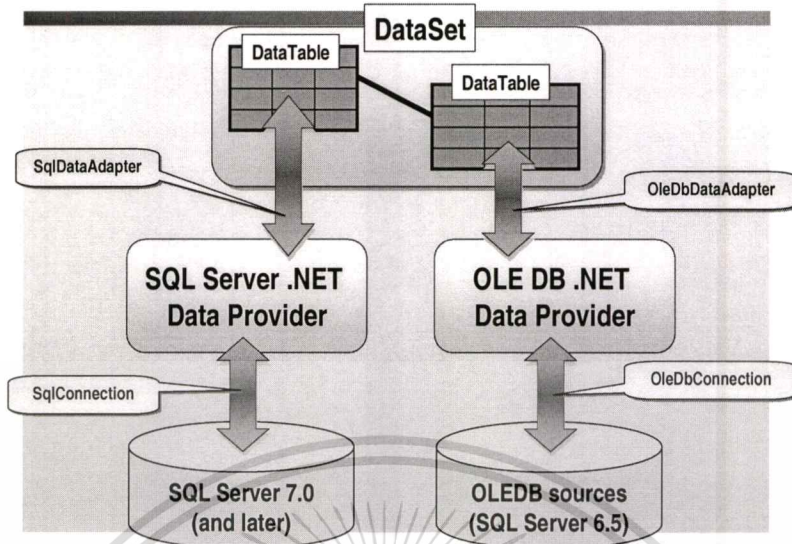 DataSet
DataTable
DataTable
SqlDataAdapter
OleDbDataAdapter
SQL Server .NET
Data Provider
OLE DB .NET
Data Provider
SqlConnection
OleDbConnection
SQL Server 7.0
(and later)
OLEDB sources
(SQL Server 6.5)